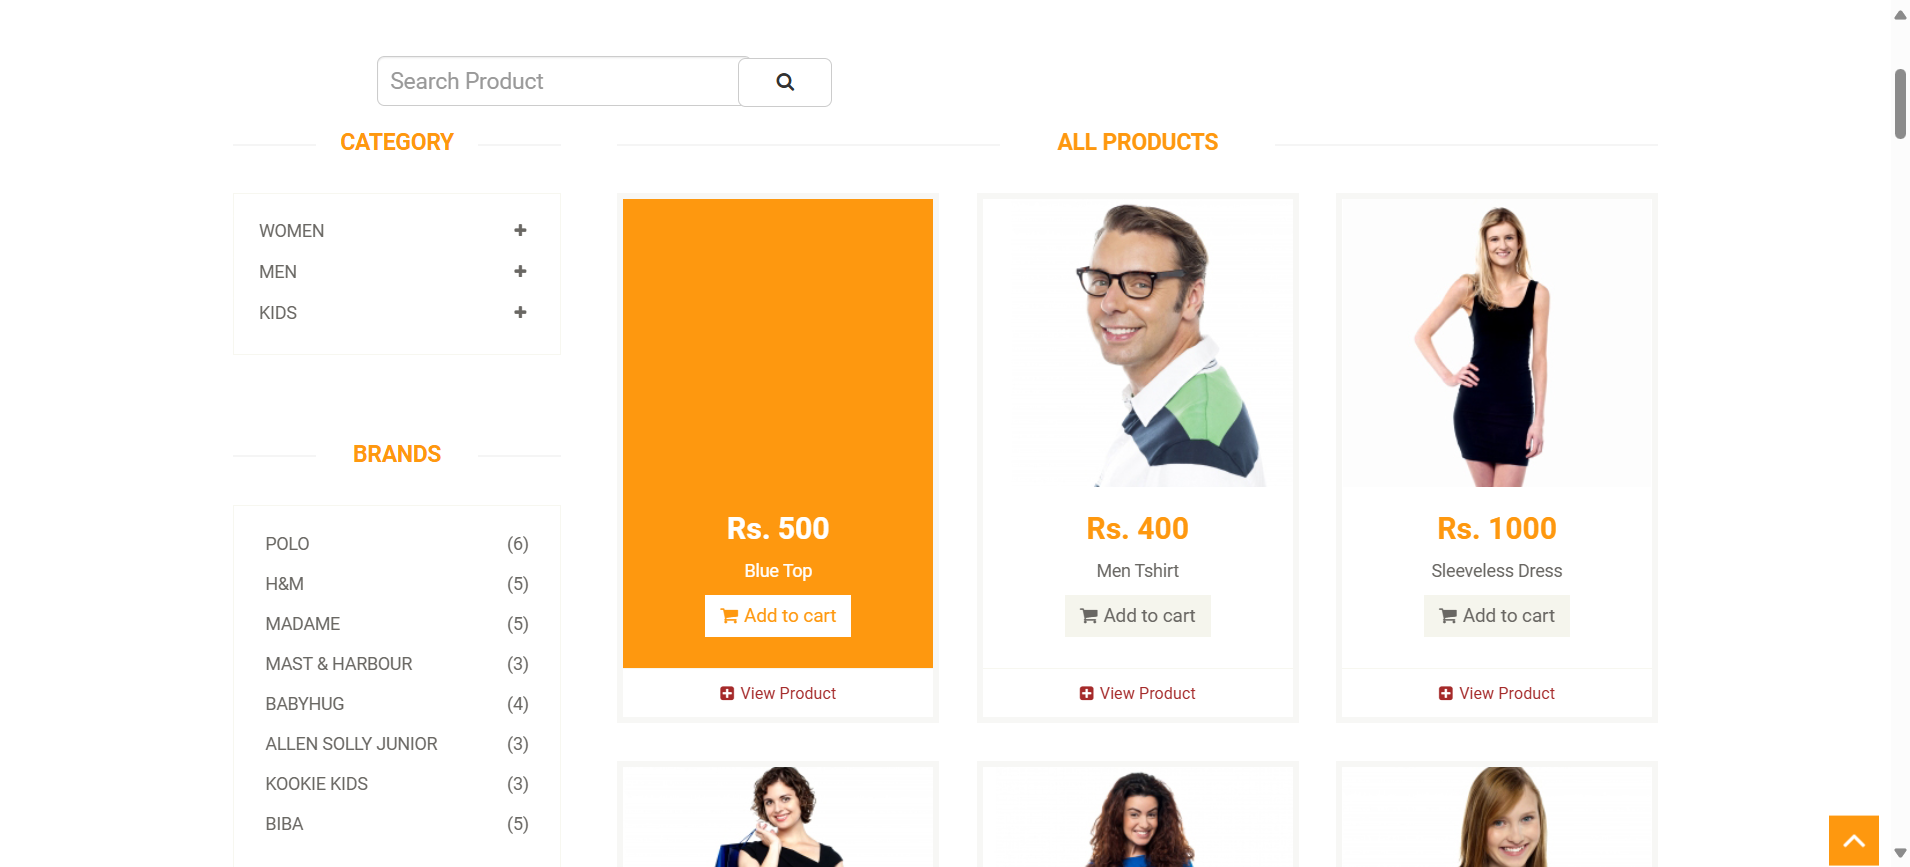 Search Product
CATEGORY
WOMEN
MEN
KIDS
BRANDS
POLO (6)
H&M (5)
MADAME (5)
MAST & HARBOUR (3)
BABYHUG (4)
ALLEN SOLLY JUNIOR (3)
KOOKIE KIDS (3)
BIBA (5)
ALL PRODUCTS
Rs. 500
Blue Top
Add to cart
View Product
Rs. 400
Men Tshirt
Add to cart
View Product
Rs. 1000
Sleeveless Dress
Add to cart
View Product